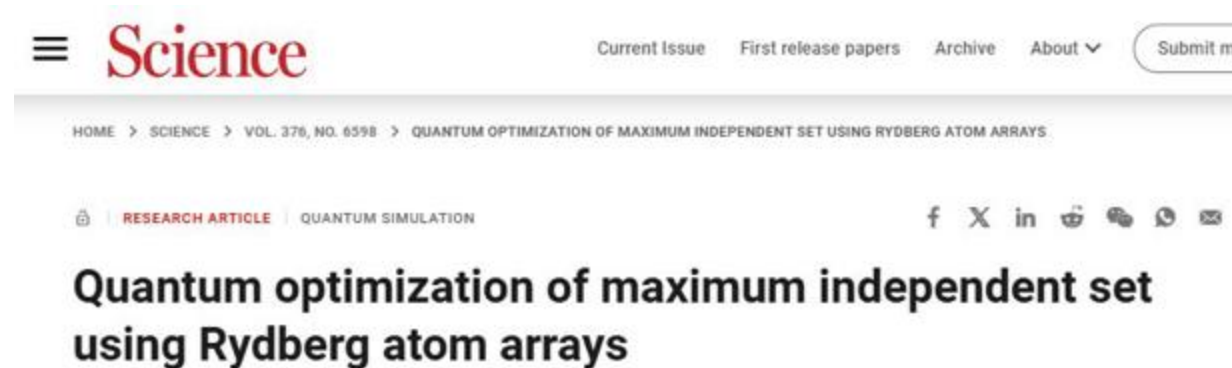 Science
Current Issue First release papers Archive About
Submit m
HOME > SCIENCE > VOL. 376, NO. 6598 > QUANTUM OPTIMIZATION OF MAXIMUM INDEPENDENT SET USING RYDBERG ATOM ARRAYS
RESEARCH ARTICLE QUANTUM SIMULATION
Quantum optimization of maximum independent set
using Rydberg atom arrays